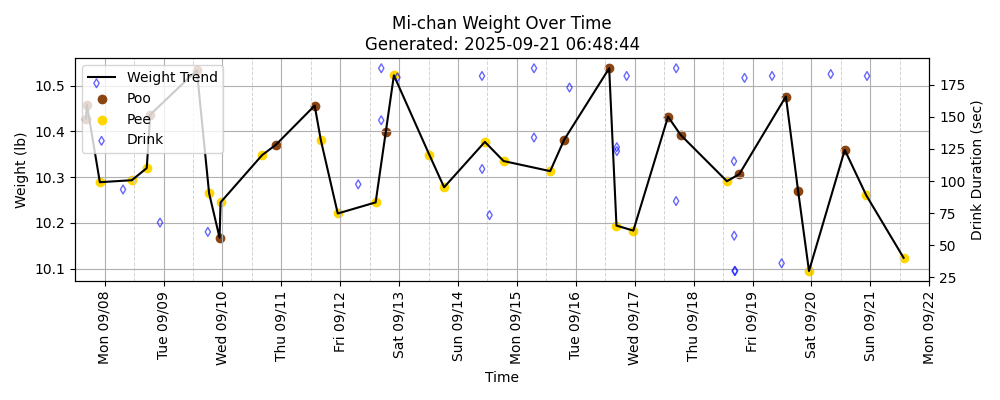 Mi-chan Weight Over Time
Generated: 2025-09-21 06:48:44
Weight Trend
Poo
Pee
Drink
Weight (lb)
10.5
10.4
10.3
10.2
10.1
Drink Duration (sec)
175
150
125
100
75
50
25
Mon 09/08
Tue 09/09
Wed 09/10
Thu 09/11
Fri 09/12
Sat 09/13
Sun 09/14
Mon 09/15
Tue 09/16
Wed 09/17
Thu 09/18
Fri 09/19
Sat 09/20
Sun 09/21
Mon 09/22
Time